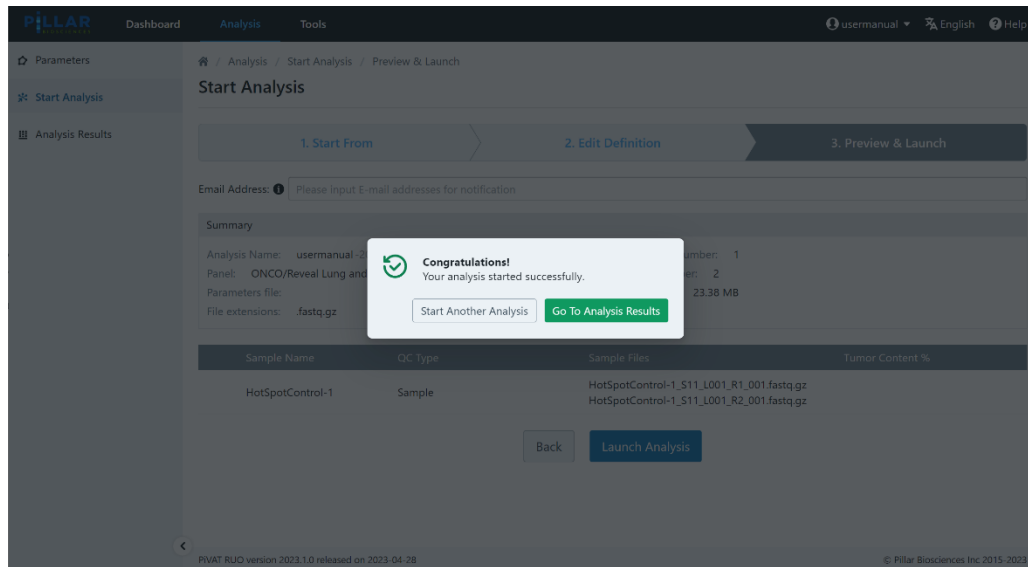 PiLLAR Dashboard Analysis Tools usermanual English Help
BIOSCIENCES
Parameters
Start Analysis
Analysis Results
/ Analysis / Start Analysis / Preview & Launch
Start Analysis
1. Start From 2. Edit Definition 3. Preview & Launch
Email Address: Please input E-mail addresses for notification
Summary
Analysis Name: usermanual-2 1
Panel: ONCO/Reveal Lung and 2
Parameters file: 23.38 MB
File extensions: .fastq.gz
Congratulations!
Your analysis started successfully.
Start Another Analysis Go To Analysis Results
Sample Name QC Type Sample Files Tumor Content %
HotSpotControl-1 Sample HotSpotControl-1_S11_L001_R1_001.fastq.gz
HotSpotControl-1_S11_L001_R2_001.fastq.gz
Back Launch Analysis
PiVAT RUO version 2023.1.0 released on 2023-04-28 © Pillar Biosciences Inc 2015-2023